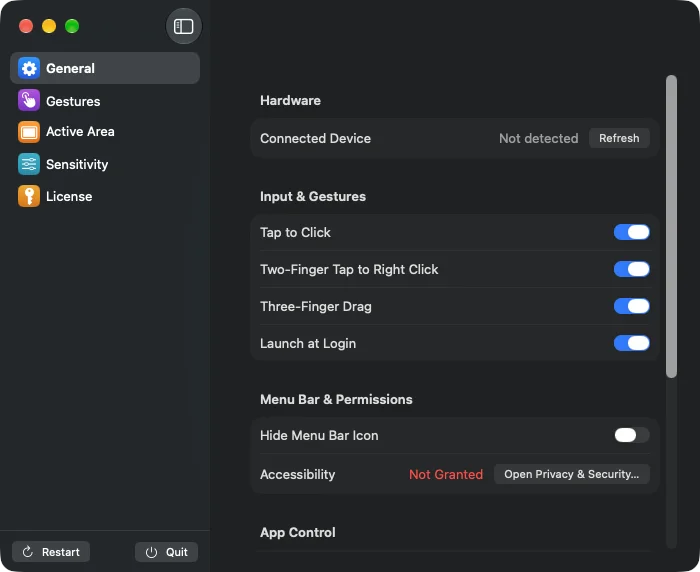 General
Gestures
Active Area
Sensitivity
License
Restart
Quit
Hardware
Connected Device Not detected Refresh
Input & Gestures
Tap to Click
Two-Finger Tap to Right Click
Three-Finger Drag
Launch at Login
Menu Bar & Permissions
Hide Menu Bar Icon
Accessibility Not Granted Open Privacy & Security...
App Control